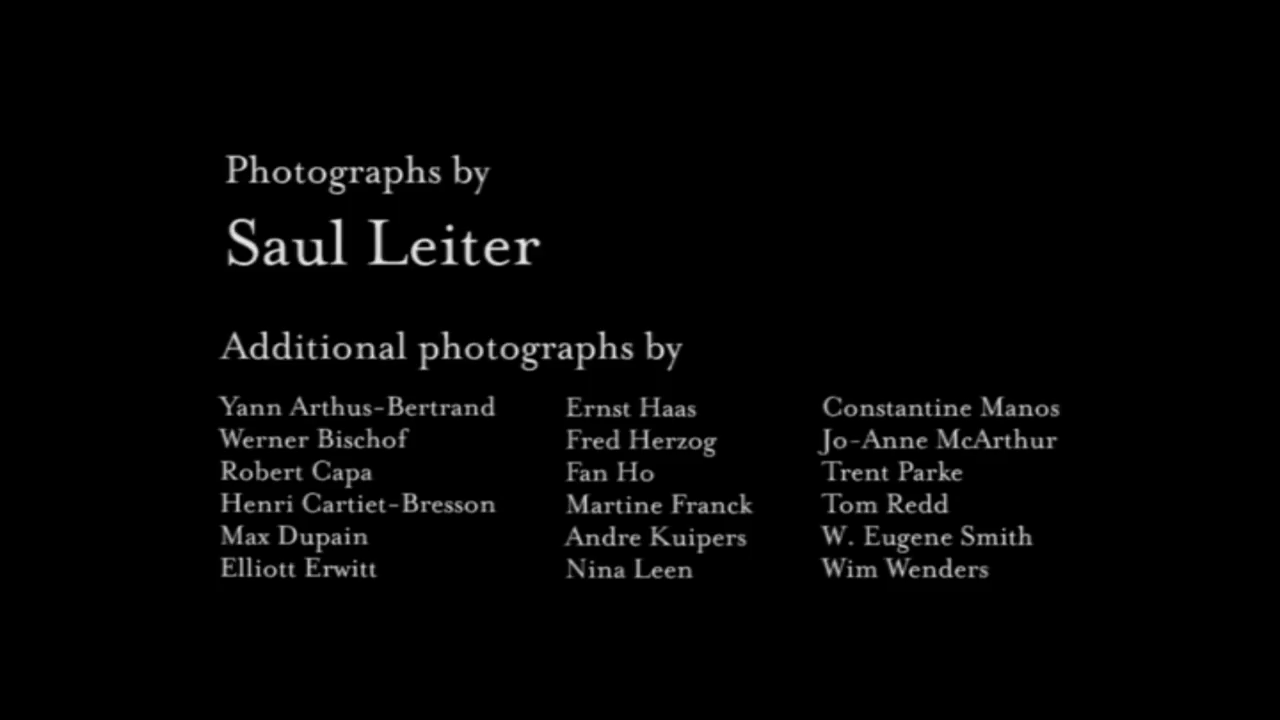 Photographs by
Saul Leiter
Additional photographs by
Yann Arthus-Bertrand
Werner Bischof
Robert Capa
Henri Cartiet-Bresson
Max Dupain
Elliott Erwitt
Ernst Haas
Fred Herzog
Fan Ho
Martine Franck
Andre Kuipers
Nina Leen
Constantine Manos
Jo-Anne McArthur
Trent Parke
Tom Redd
W. Eugene Smith
Wim Wenders